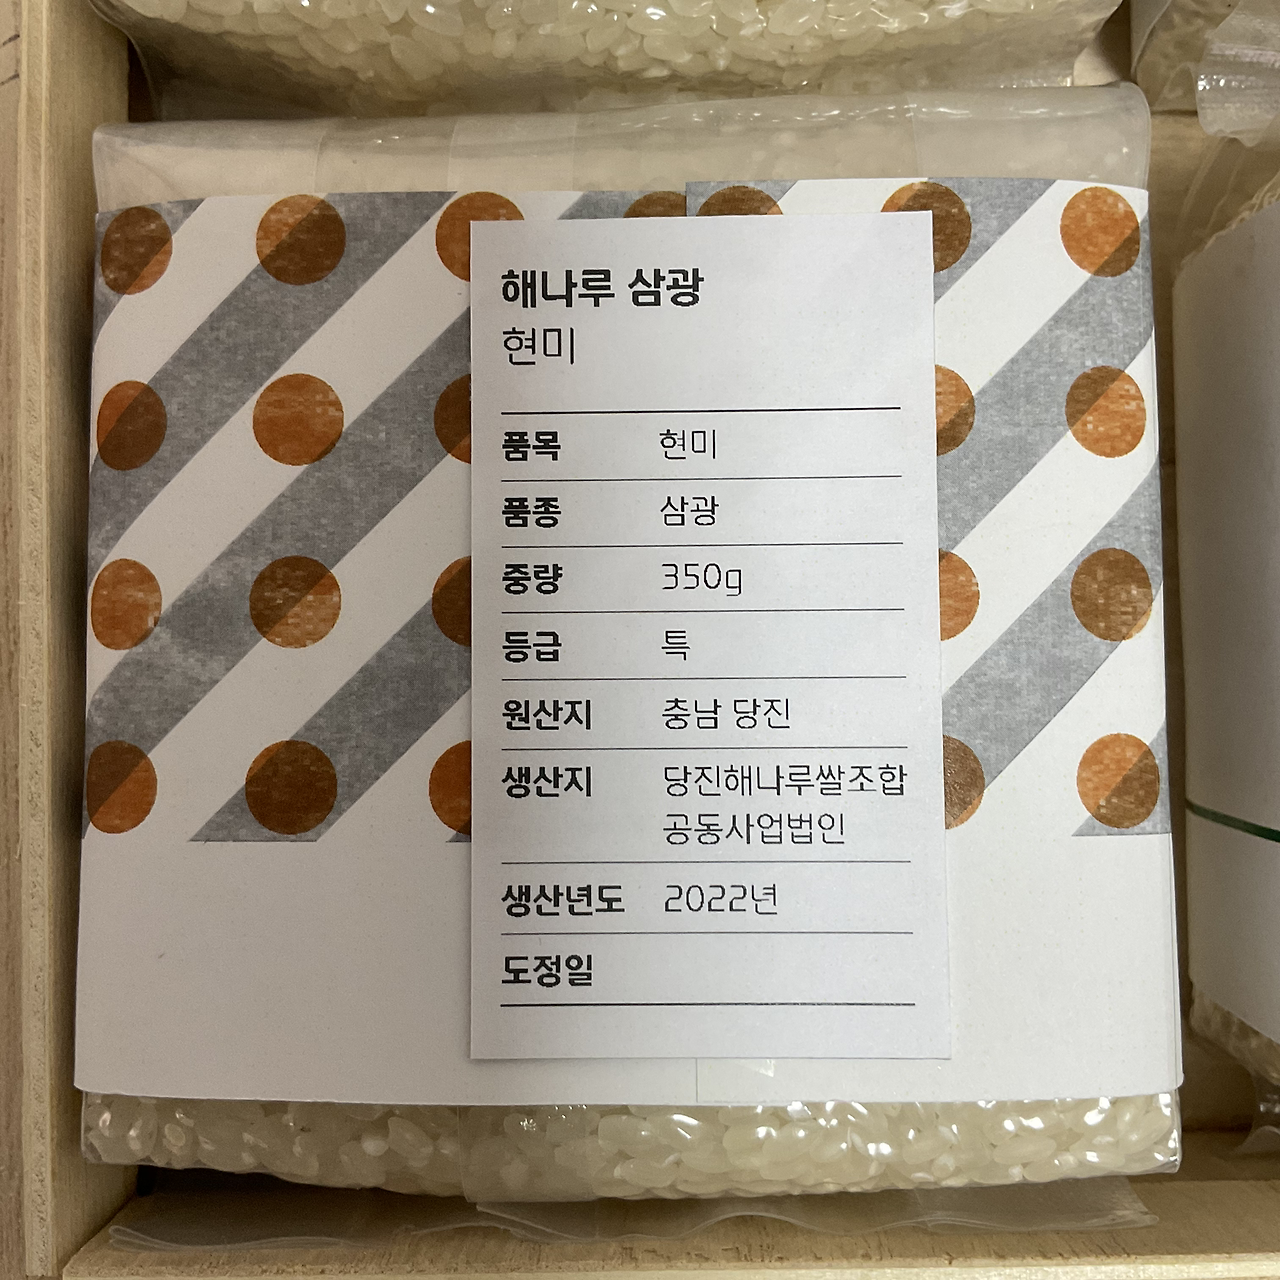 해나루 삼광
현미
품목 현미
품종 삼광
중량 350g
등급 특
원산지 충남 당진
생산지 당진해나루쌀조합
공동사업법인
생산년도 2022년
도정일